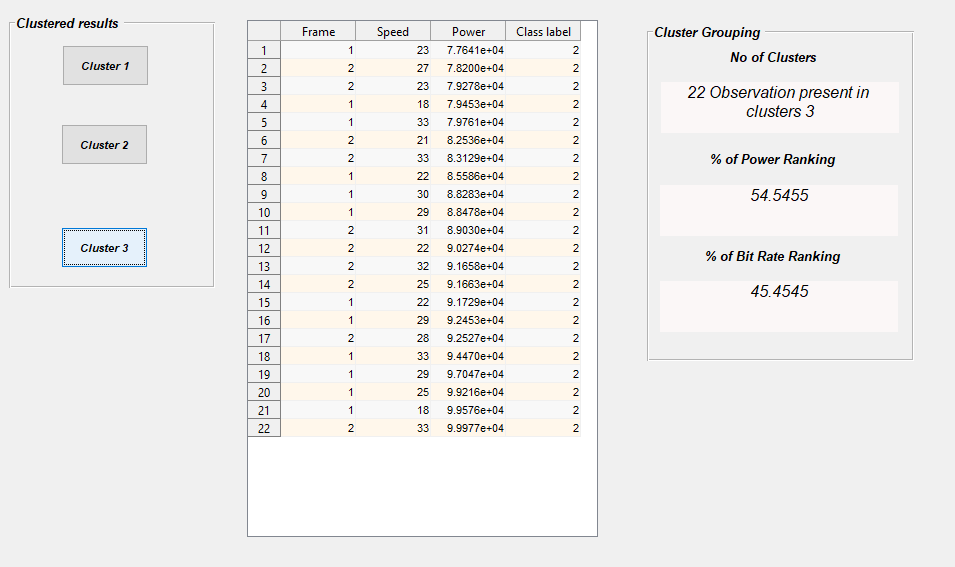 Clustered results
Cluster 1
Cluster 2
Cluster 3
Frame Speed Power Class label
1 1 23 7.7641e+04 2
2 2 27 7.8200e+04 2
3 2 23 7.9278e+04 2
4 1 18 7.9453e+04 2
5 1 33 7.9761e+04 2
6 2 21 8.2536e+04 2
7 2 33 8.3129e+04 2
8 1 22 8.5586e+04 2
9 1 30 8.8283e+04 2
10 1 29 8.8478e+04 2
11 2 31 8.9030e+04 2
12 2 22 9.0274e+04 2
13 2 32 9.1658e+04 2
14 2 25 9.1663e+04 2
15 1 22 9.1729e+04 2
16 1 29 9.2453e+04 2
17 2 28 9.2527e+04 2
18 1 33 9.4470e+04 2
19 1 29 9.7047e+04 2
20 1 25 9.9216e+04 2
21 1 18 9.9576e+04 2
22 2 33 9.9977e+04 2
Cluster Grouping
No of Clusters
22 Observation present in
clusters 3
% of Power Ranking
54.5455
% of Bit Rate Ranking
45.4545